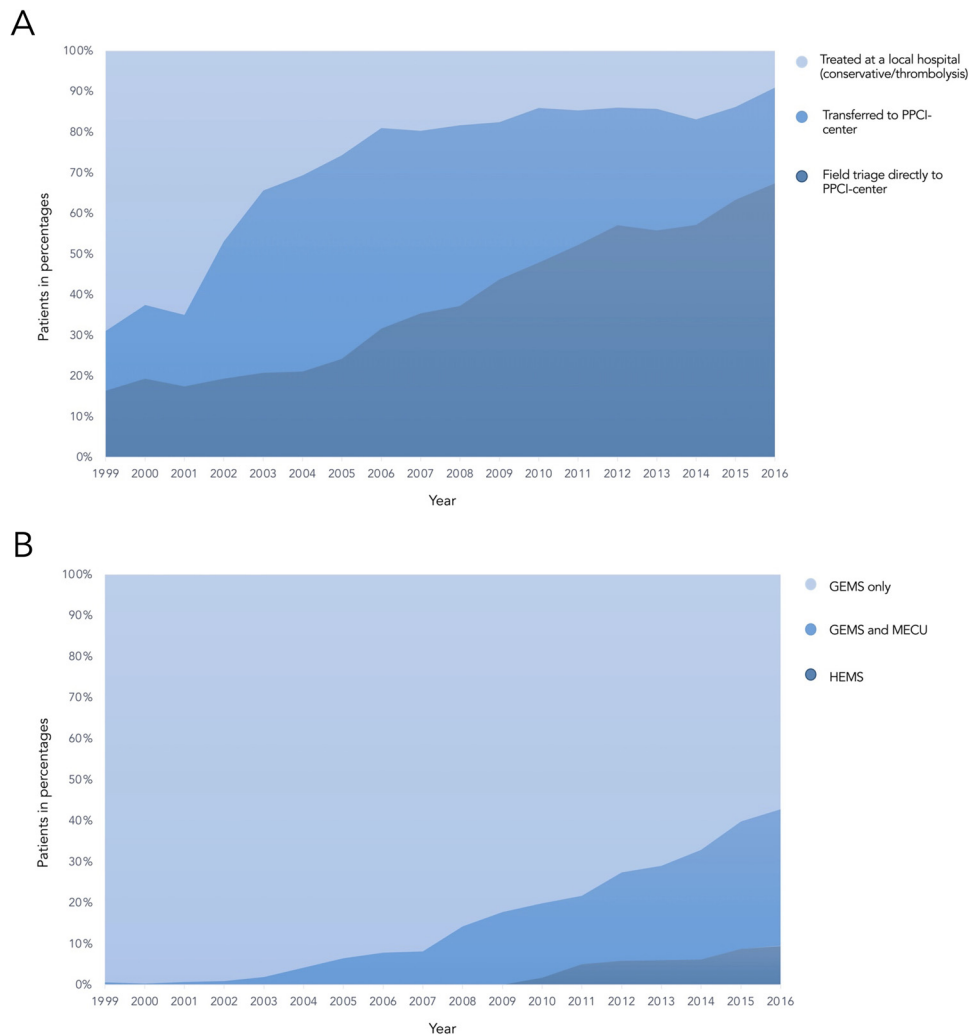 A
100%
90%
80%
70%
60%
50%
40%
30%
20%
10%
0%
Patients in percentages
1999 2000 2001 2002 2003 2004 2005 2006 2007 2008 2009 2010 2011 2012 2013 2014 2015 2016
Year
Treated at a local hospital
(conservative/thrombolysis)
Transferred to PPCI-
center
Field triage directly to
PPCI-center
B
100%
90%
80%
70%
60%
50%
40%
30%
20%
10%
0%
Patients in percentages
1999 2000 2001 2002 2003 2004 2005 2006 2007 2008 2009 2010 2011 2012 2013 2014 2015 2016
Year
GEMS only
GEMS and MECU
HEMS